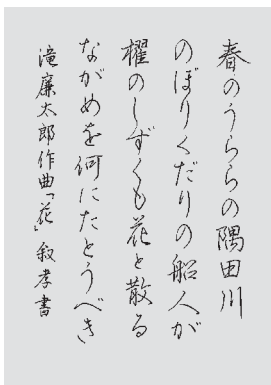 春のうららの隅田川
のぼりくだりの船人が
櫂のしずくも花と散る
ながめを何にたとうべき
滝廉太郎作曲「花」叙孝書